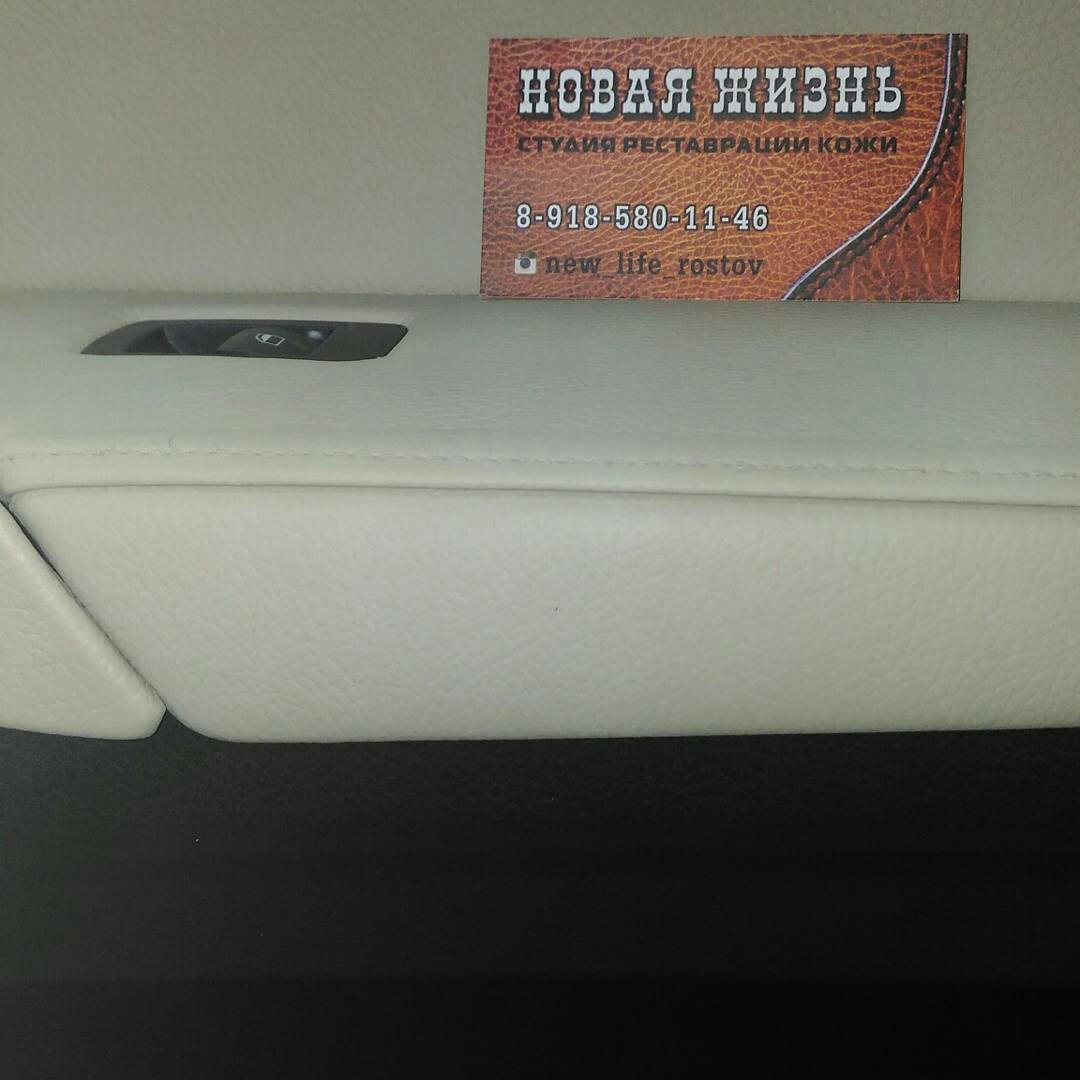 НОВАЯ ЖИЗНЬ
СТУДИЯ РЕСТАВРАЦИИ КОЖИ
8-918-580-11-46
new_life_rostov